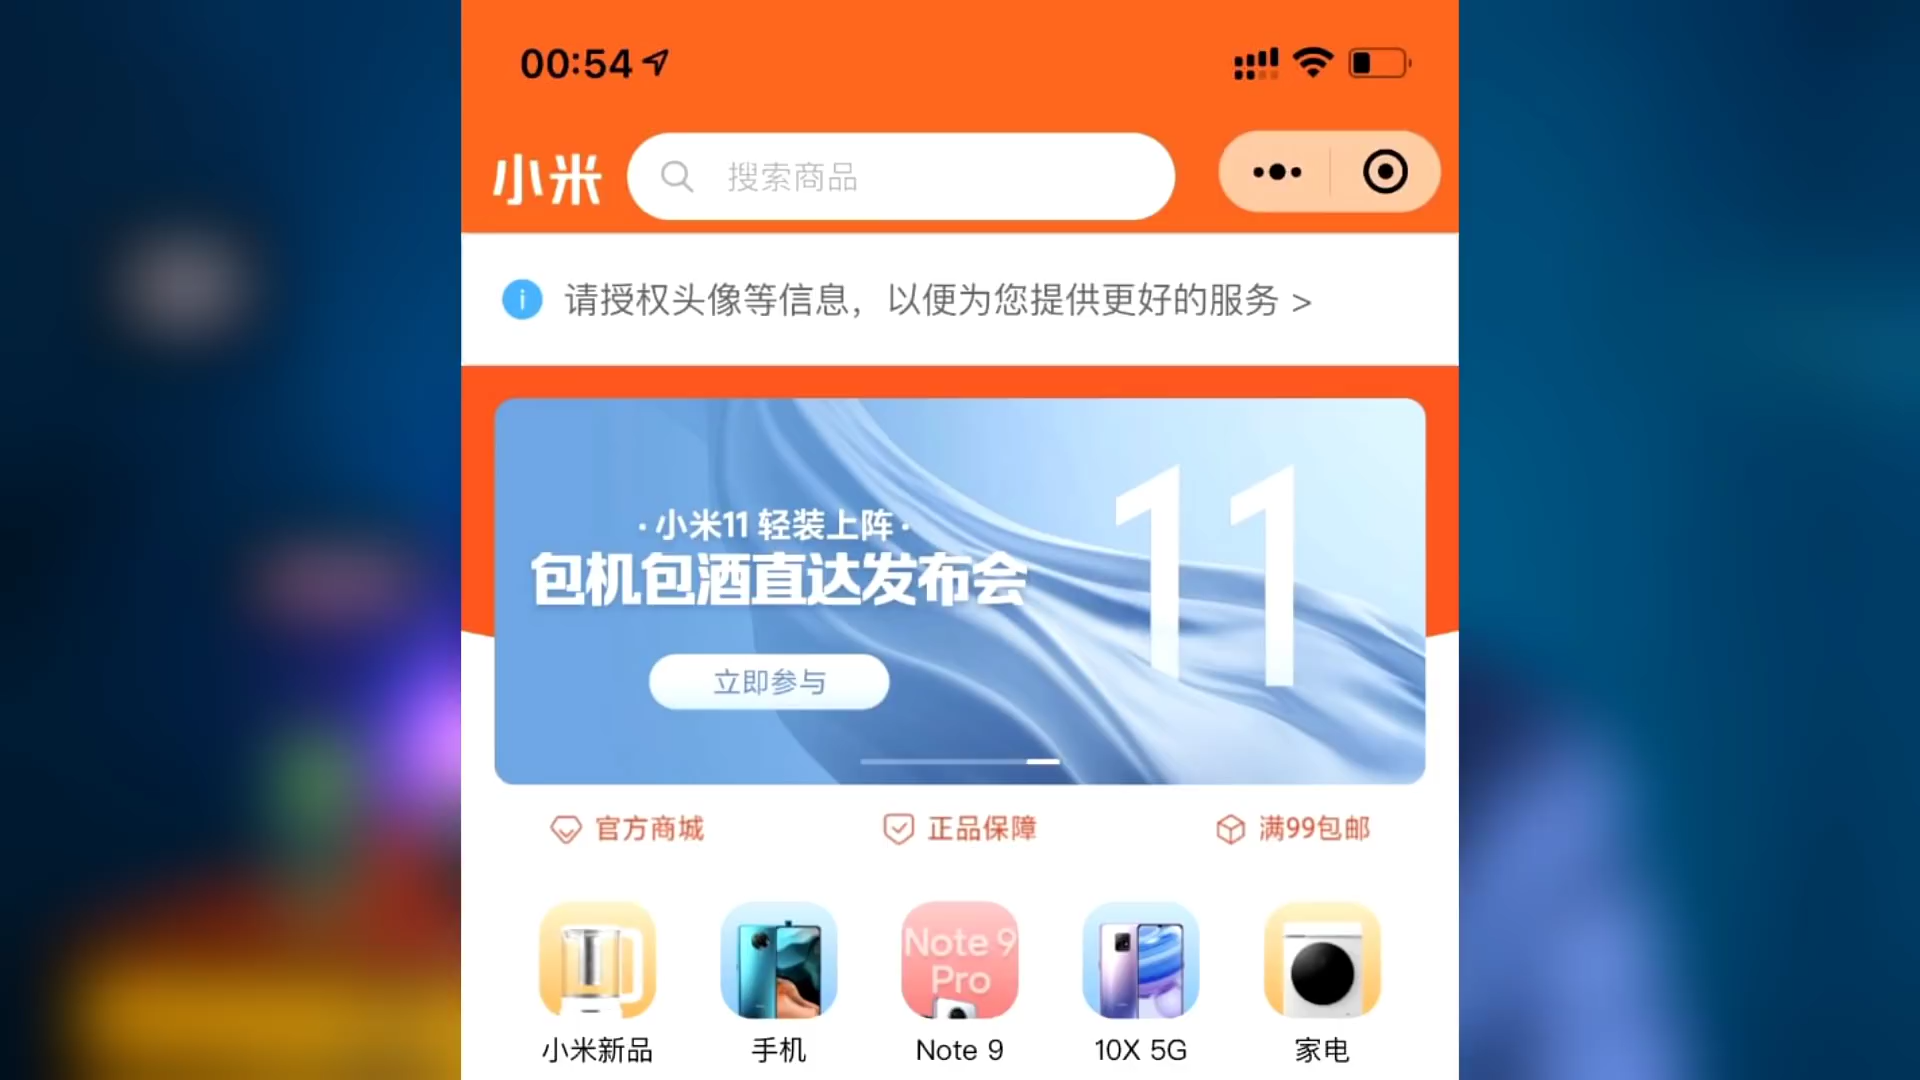 00:54
小米
搜索商品
请授权头像等信息，以便为您提供更好的服务 >
·小米11 轻装上阵·
包机包酒直达发布会
11
立即参与
官方商城
正品保障
满99包邮
Note 9
Pro
小米新品
手机
Note 9
10X 5G
家电